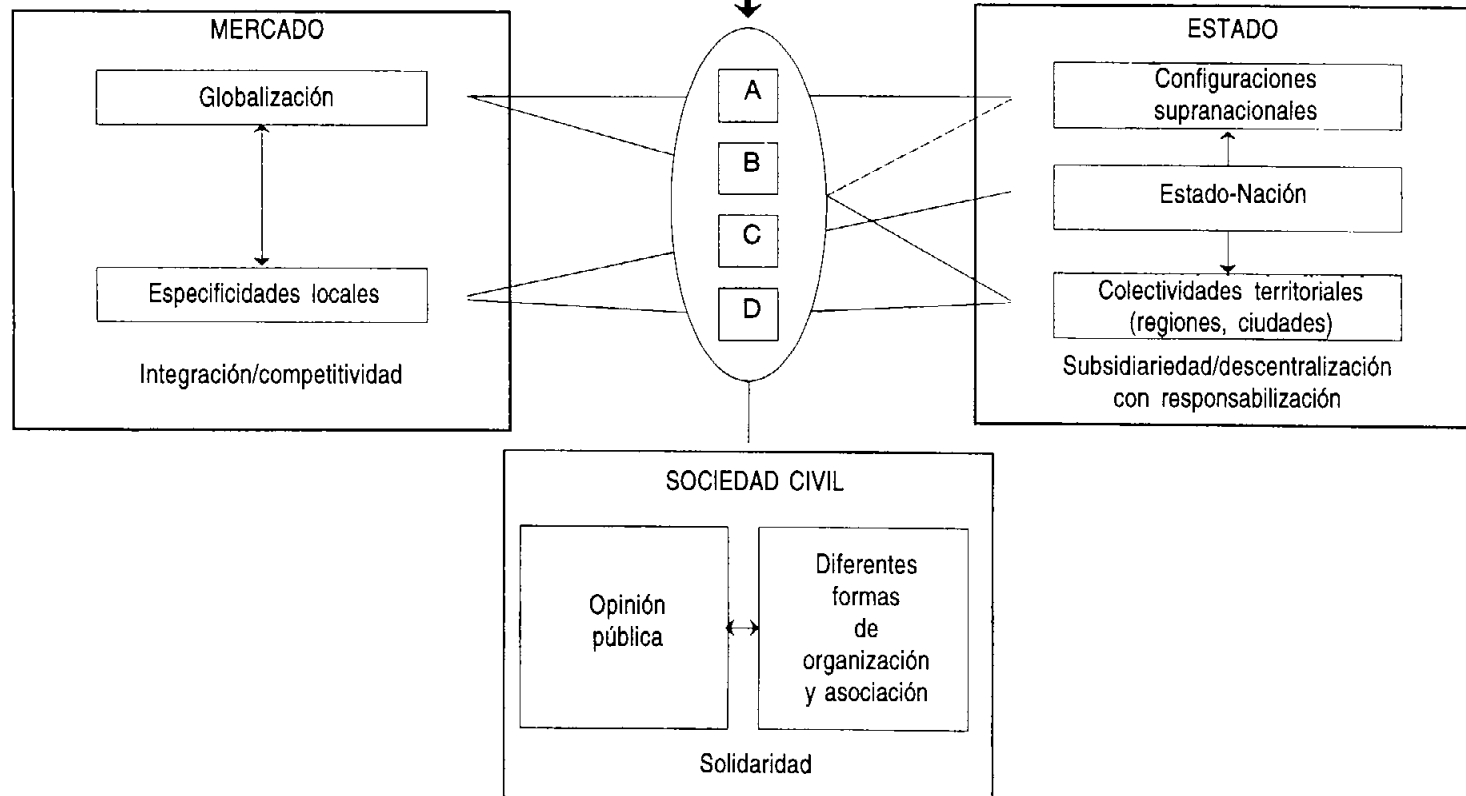 MERCADO
Globalización
Especificidades locales
Integración/competitividad
A
B
C
D
ESTADO
Configuraciones
supranacionales
Estado-Nación
Colectividades territoriales
(regiones, ciudades)
Subsidiariedad/descentralización
con responsabilización
SOCIEDAD CIVIL
Opinión
pública
Diferentes
formas
de
organización
y asociación
Solidaridad